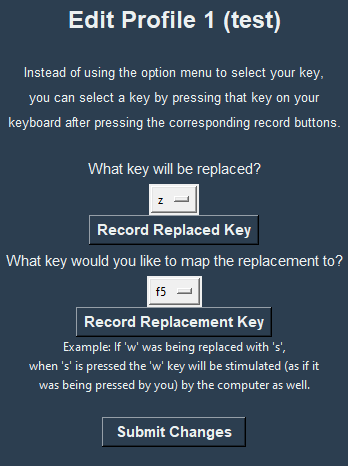 Edit Profile 1 (test)
Instead of using the option menu to select your key,
you can select a key by pressing that key on your
keyboard after pressing the corresponding record buttons.
What key will be replaced?
z
Record Replaced Key
What key would you like to map the replacement to?
f5
Record Replacement Key
Example: If 'w' was being replaced with 's',
when 's' is pressed the 'w' key will be stimulated (as if it
was being pressed by you) by the computer as well.
Submit Changes